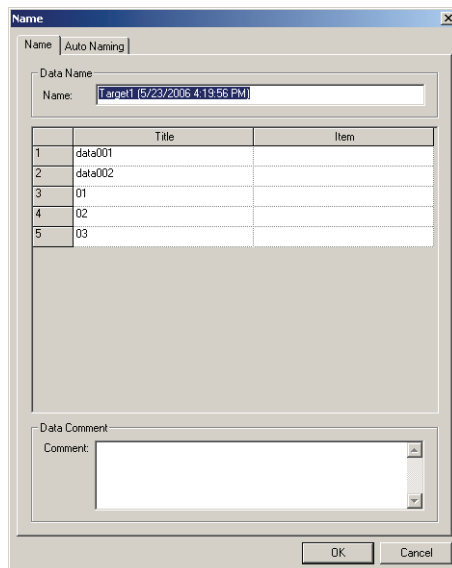 Name
Name Auto Naming
Data Name
Name: Target1 (5/23/2006 4:19:56 PM)
Title Item
1 data001
2 data002
3 01
4 02
5 03
Data Comment
Comment:
OK Cancel